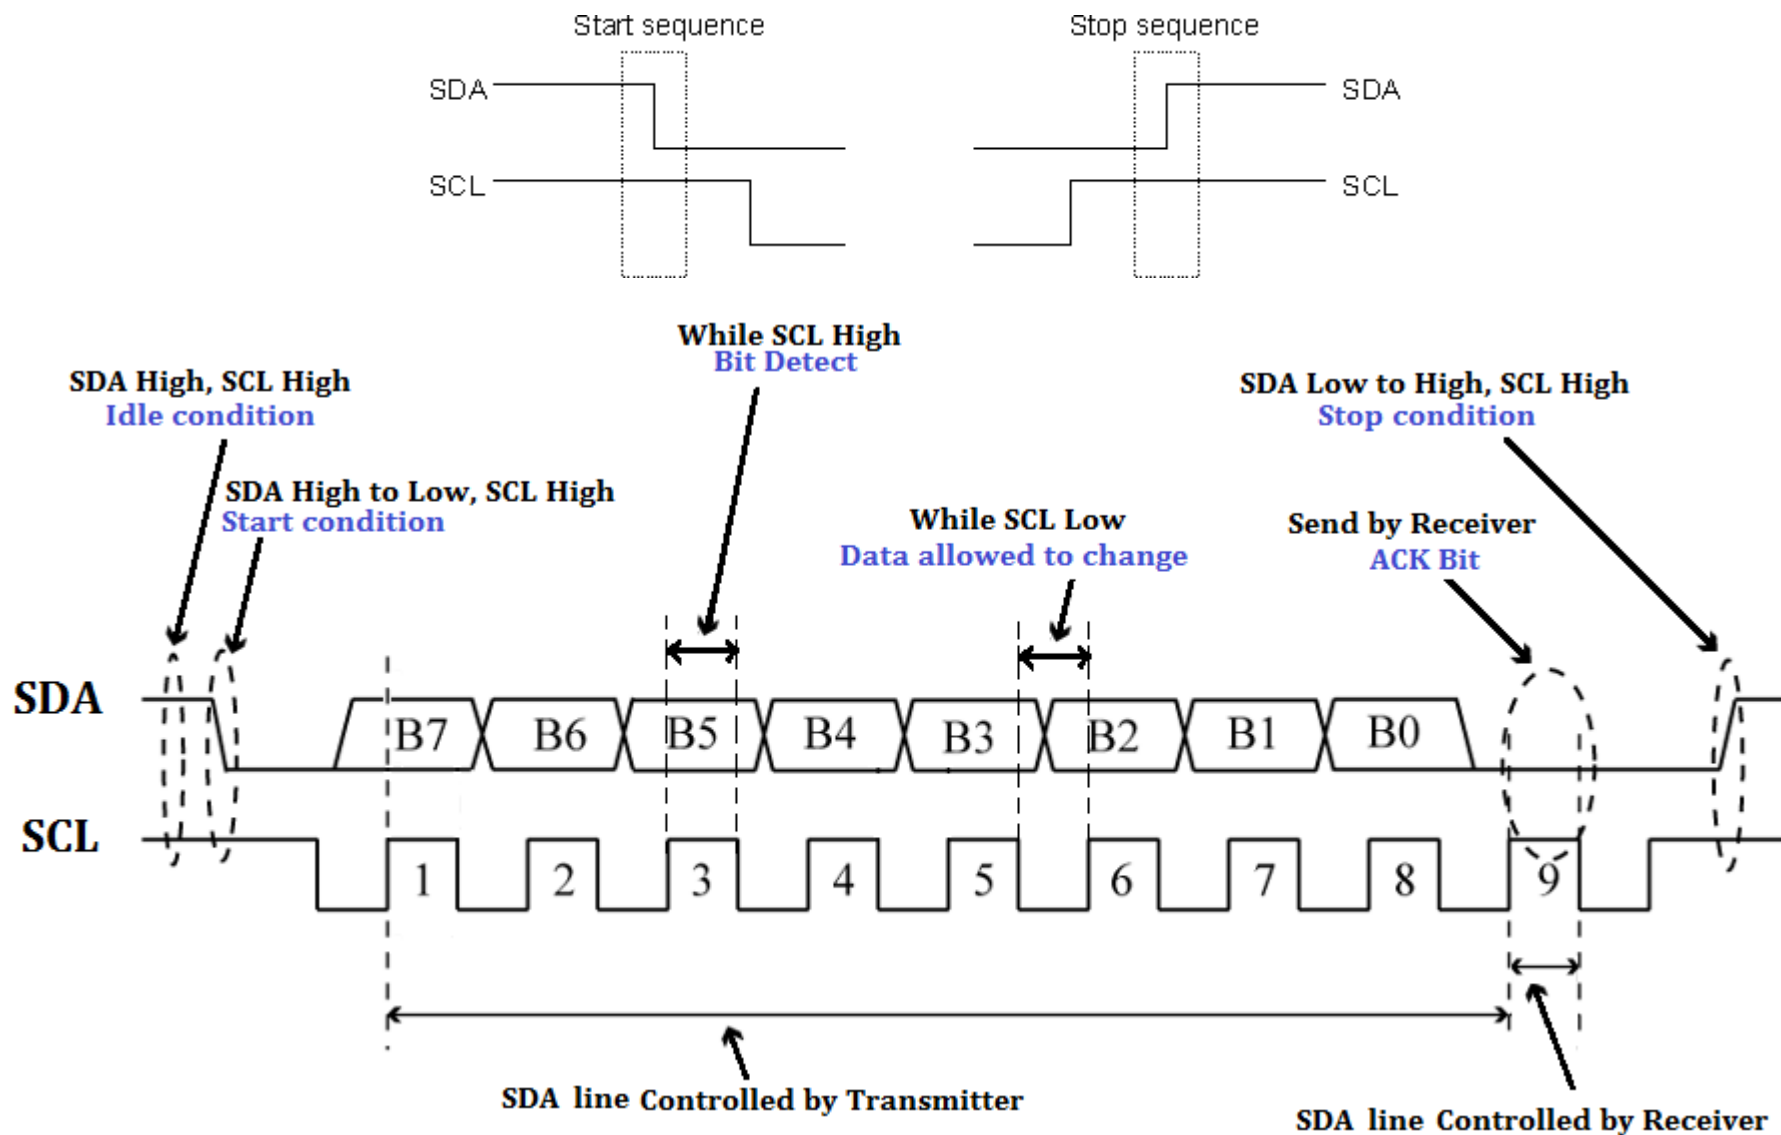 Start sequence
Stop sequence
SDA
SDA
SCL
SCL
While SCL High
Bit Detect
SDA High, SCL High
Idle condition
SDA Low to High, SCL High
Stop condition
SDA High to Low, SCL High
Start condition
While SCL Low
Data allowed to change
Send by Receiver
ACK Bit
SDA
B7 B6 B5 B4 B3 B2 B1 B0
SCL
1 2 3 4 5 6 7 8 9
SDA line Controlled by Transmitter
SDA line Controlled by Receiver